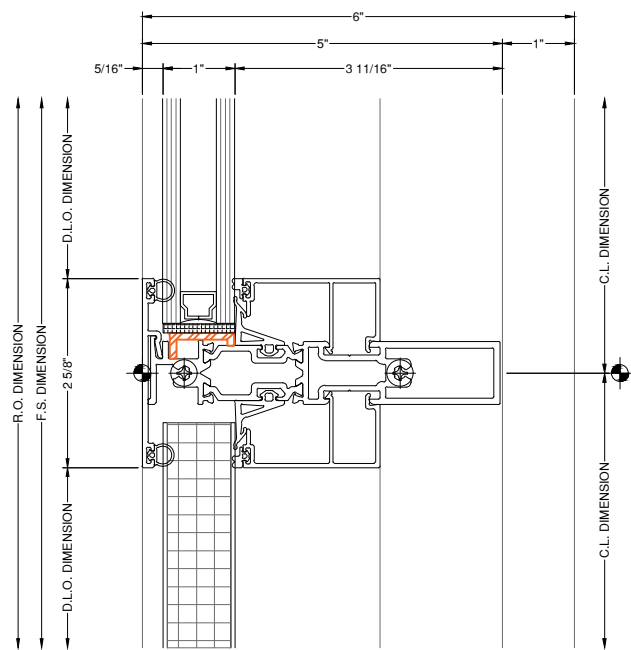 6"
5"
1"
5/16"
1"
3 11/16"
D.L.O. DIMENSION
C.L. DIMENSION
R.O. DIMENSION
F.S. DIMENSION
2 5/8"
D.L.O. DIMENSION
C.L. DIMENSION